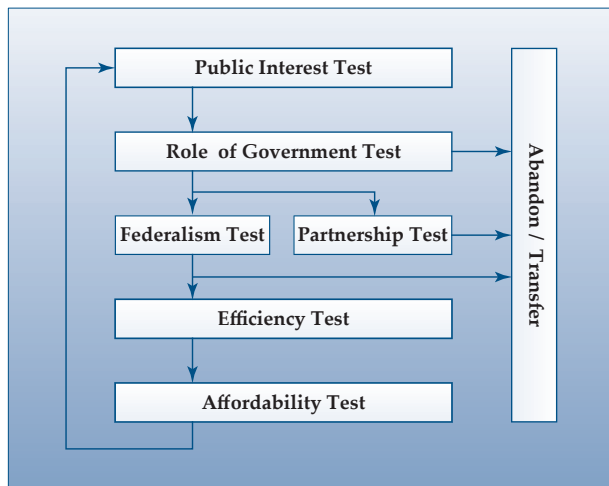 Public Interest Test
Role of Government Test
Federalism Test
Partnership Test
Efficiency Test
Affordability Test
Abandon / Transfer